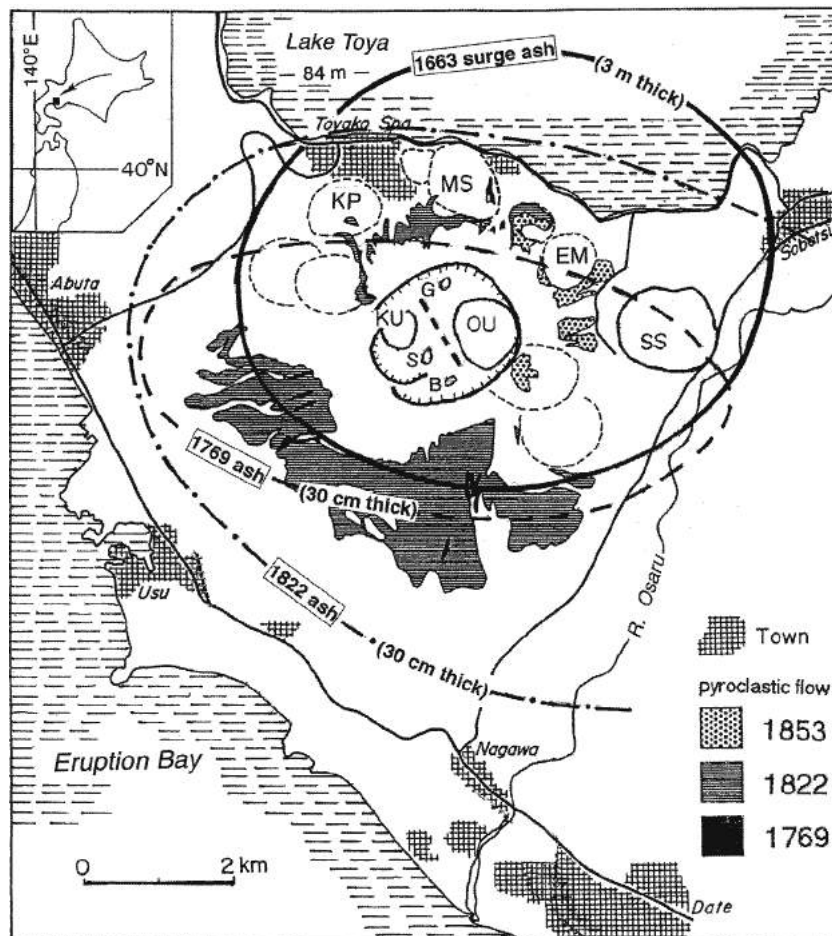 140°E
40°N
Lake Toya
84 m
1663 surge ash
(3 m thick)
Toyako Spa
KP
MS
EM
Sobetsu
Abuta
G
KU
OU
S
B
SS
1769 ash
(30 cm thick)
1822 ash
(30 cm thick)
Usu
R. Osaru
Eruption Bay
Nagawa
Date
0 2 km
Town
pyroclastic flow
1853
1822
1769